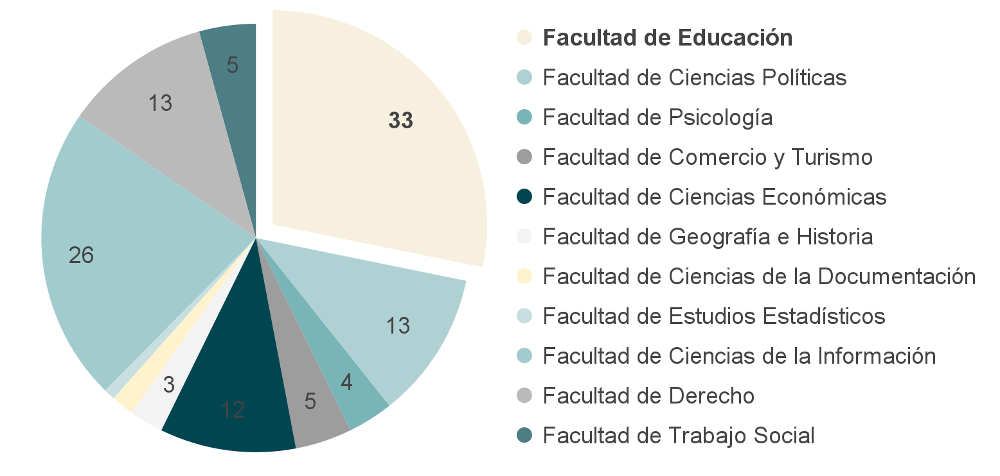 33
13
4
5
12
3
26
13
5
Facultad de Educación
Facultad de Ciencias Políticas
Facultad de Psicología
Facultad de Comercio y Turismo
Facultad de Ciencias Económicas
Facultad de Geografía e Historia
Facultad de Ciencias de la Documentación
Facultad de Estudios Estadísticos
Facultad de Ciencias de la Información
Facultad de Derecho
Facultad de Trabajo Social